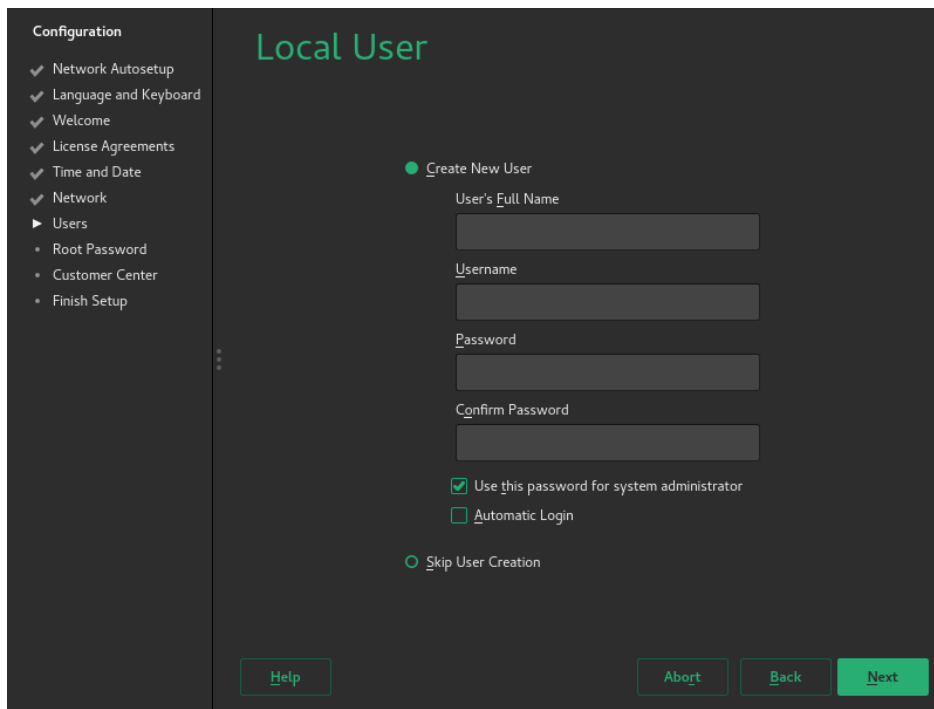 Configuration
Network Autosetup
Language and Keyboard
Welcome
License Agreements
Time and Date
Network
Users
Root Password
Customer Center
Finish Setup
Local User
Create New User
User's Full Name
Username
Password
Confirm Password
Use this password for system administrator
Automatic Login
Skip User Creation
Help
Abort
Back
Next